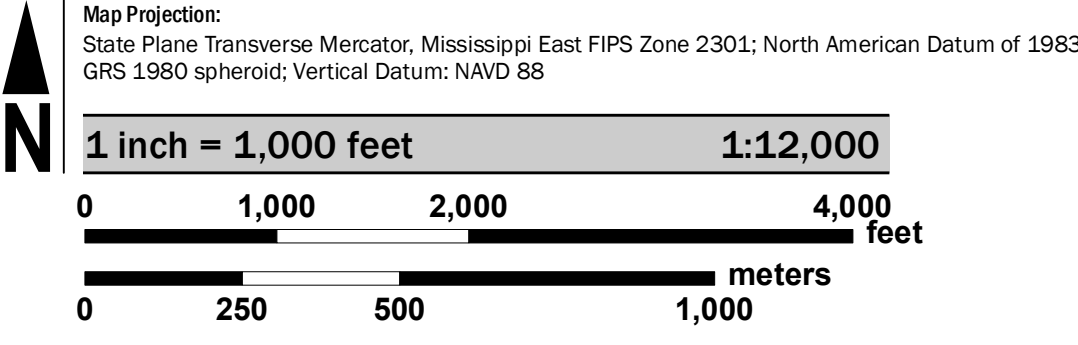 Map Projection:
State Plane Transverse Mercator, Mississippi East FIPS Zone 2301; North American Datum of 1983
GRS 1980 spheroid; Vertical Datum: NAVD 88
N
1 inch = 1,000 feet 1:12,000
0 1,000 2,000 4,000
feet
meters
0 250 500 1,000